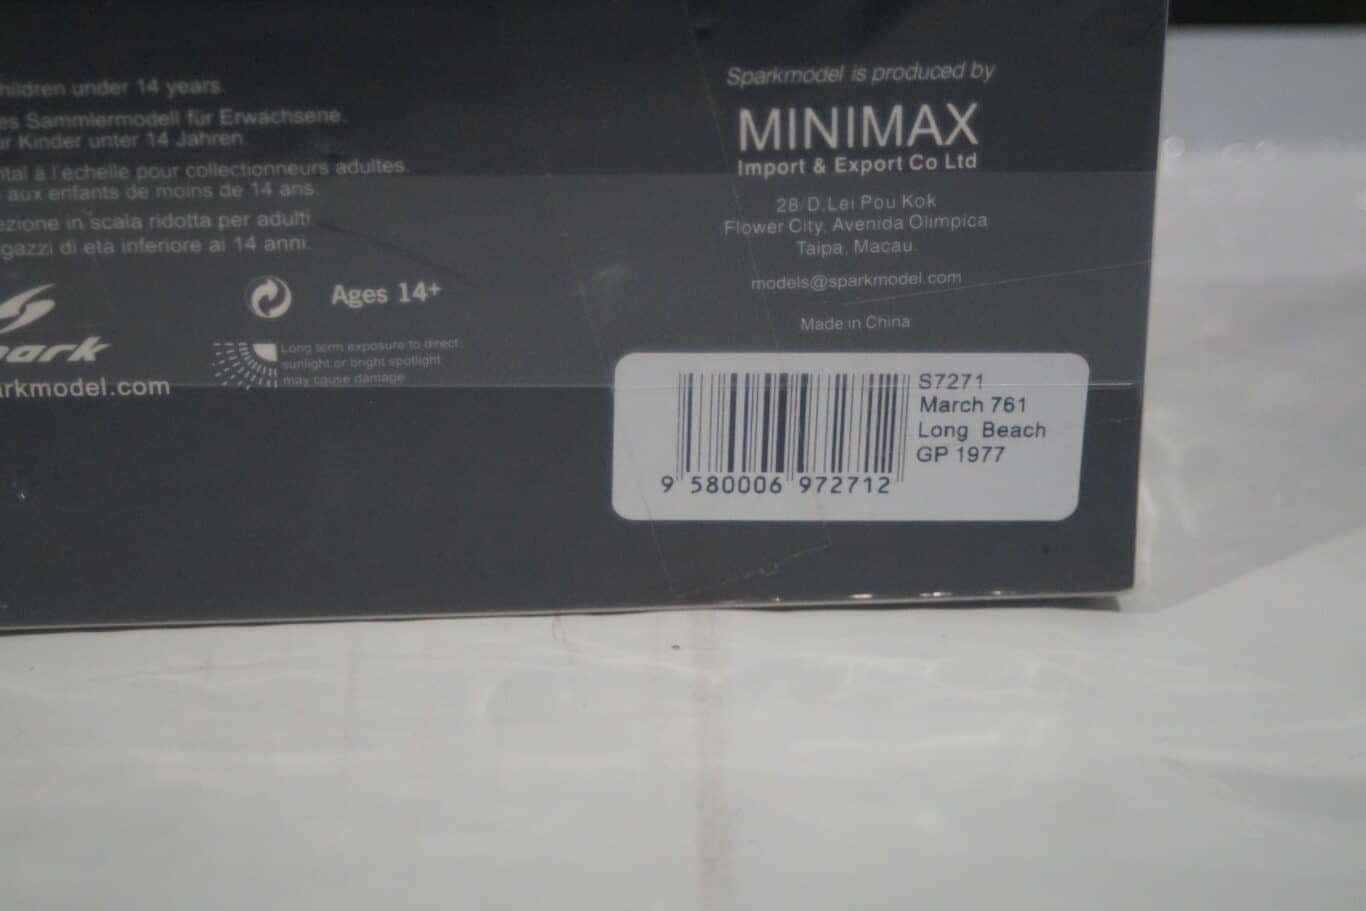 children under 14 years.
es Sammlermodell für Erwachsene.
ür Kinder unter 14 Jahren.
ntal à l'echelle pour collectionneurs adultes.
aux enfants de moins de 14 ans.
ezione in scala ridotta per adulti
gazzi di età inferiore ai 14 anni.
Ages 14+
park
arkmodel.com
Long term exposure to direct
sunlight or bright spotlight
may cause damage
Sparkmodel is produced by
MINIMAX
Import & Export Co Ltd
28/D, Lei Pou Kok
Flower City, Avenida Olimpica
Taipa, Macau.
models@sparkmodel.com
Made in China
S7271
March 761
Long Beach
GP 1977
9 580006 972712